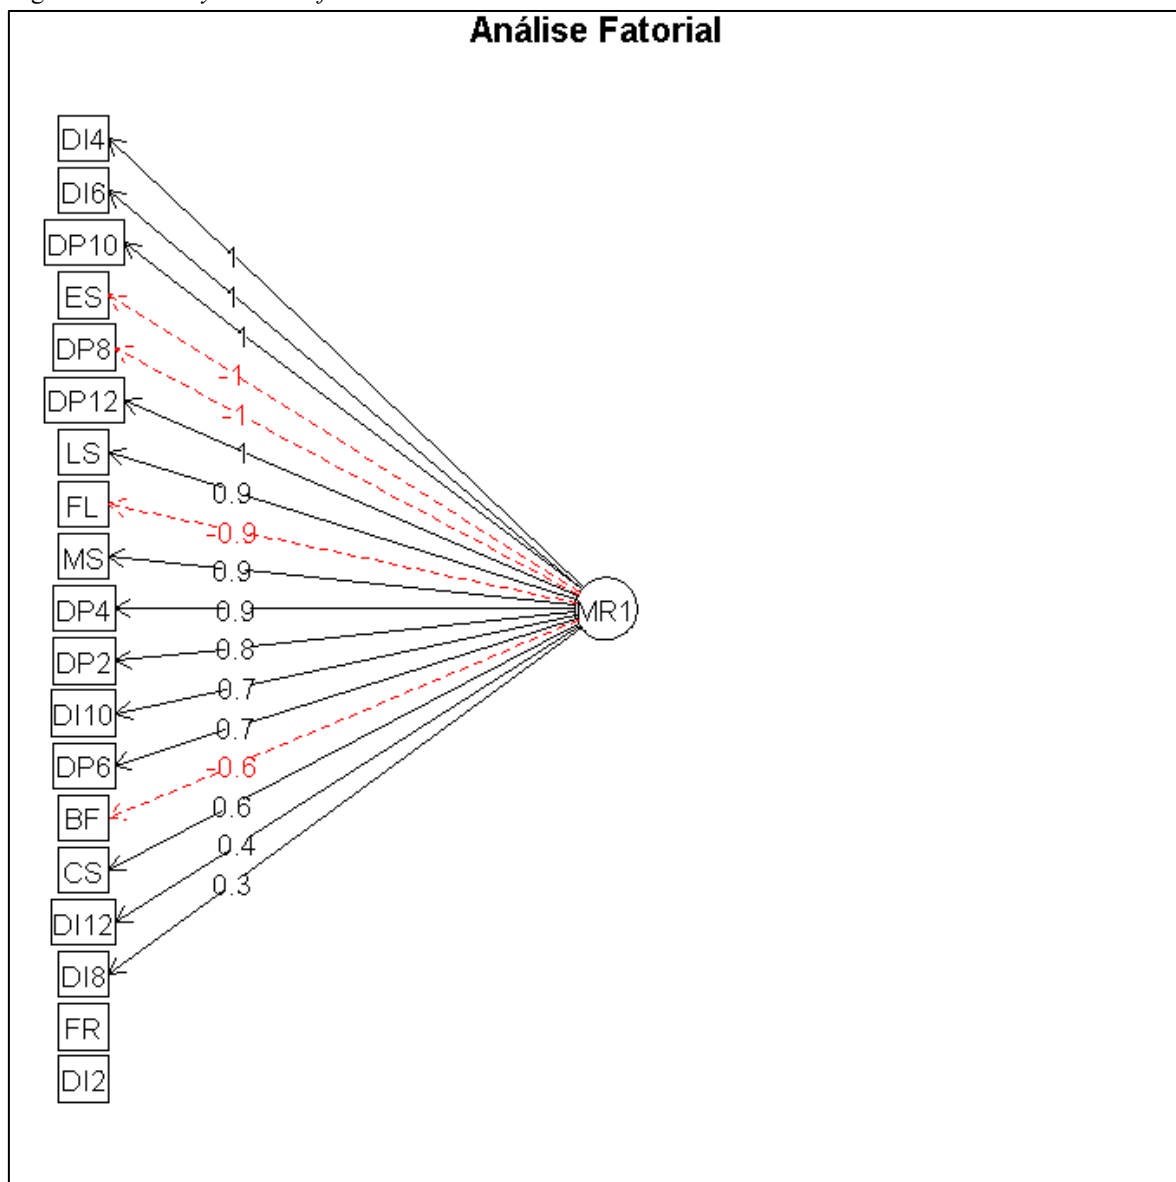 Análise Fatorial
DI4
DI6
DP10
ES
DP8
DP12
LS
FL
MS
DP4
DP2
DI10
DP6
BF
CS
DI12
DI8
FR
DI2
1
1
1
-1
-1
1
0.9
-0.9
0.9
0.9
0.8
0.7
0.7
-0.6
0.6
0.4
0.3
MR1